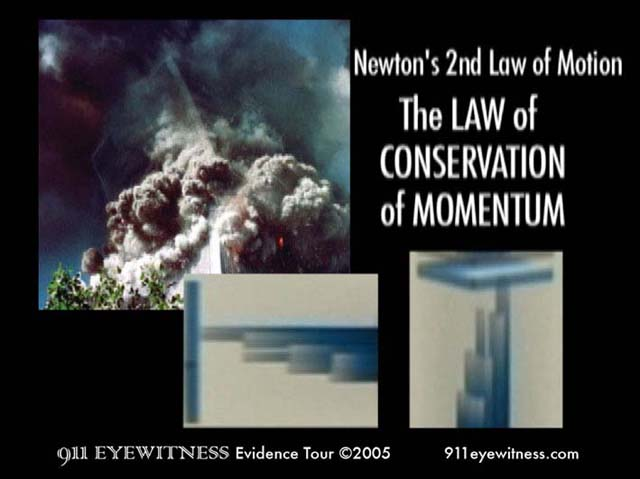 Newton's 2nd Law of Motion
The LAW of
CONSERVATION
of MOMENTUM
911 EYEWITNESS Evidence Tour ©2005 911eyewitness.com